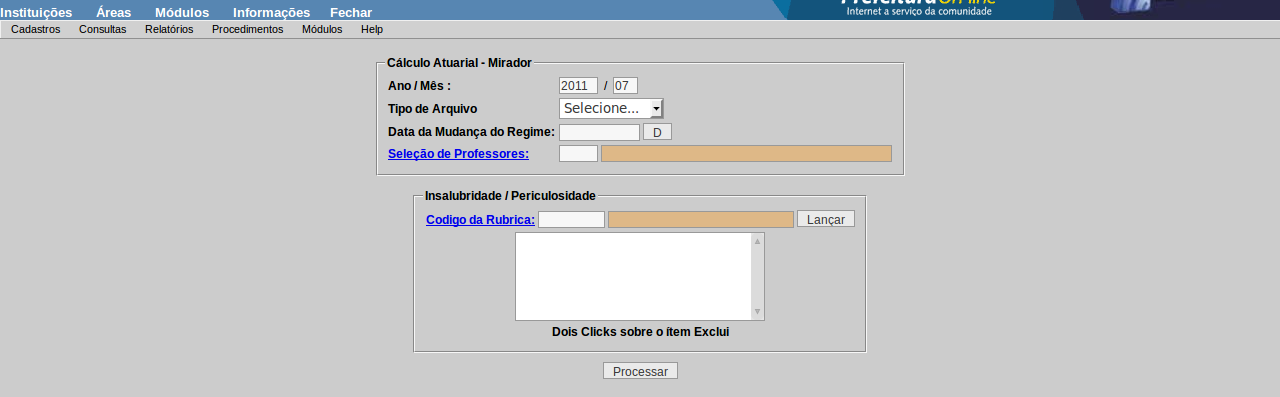 Instituições Áreas Módulos Informações Fechar
Prefeitura OnLine
Internet a serviço da comunidade
Cadastros Consultas Relatórios Procedimentos Módulos Help
Cálculo Atuarial - Mirador
Ano / Mês : 2011 / 07
Tipo de Arquivo Selecione...
Data da Mudança do Regime: D
Seleção de Professores:
Insalubridade / Periculosidade
Codigo da Rubrica: Lançar
Dois Clicks sobre o ítem Exclui
Processar